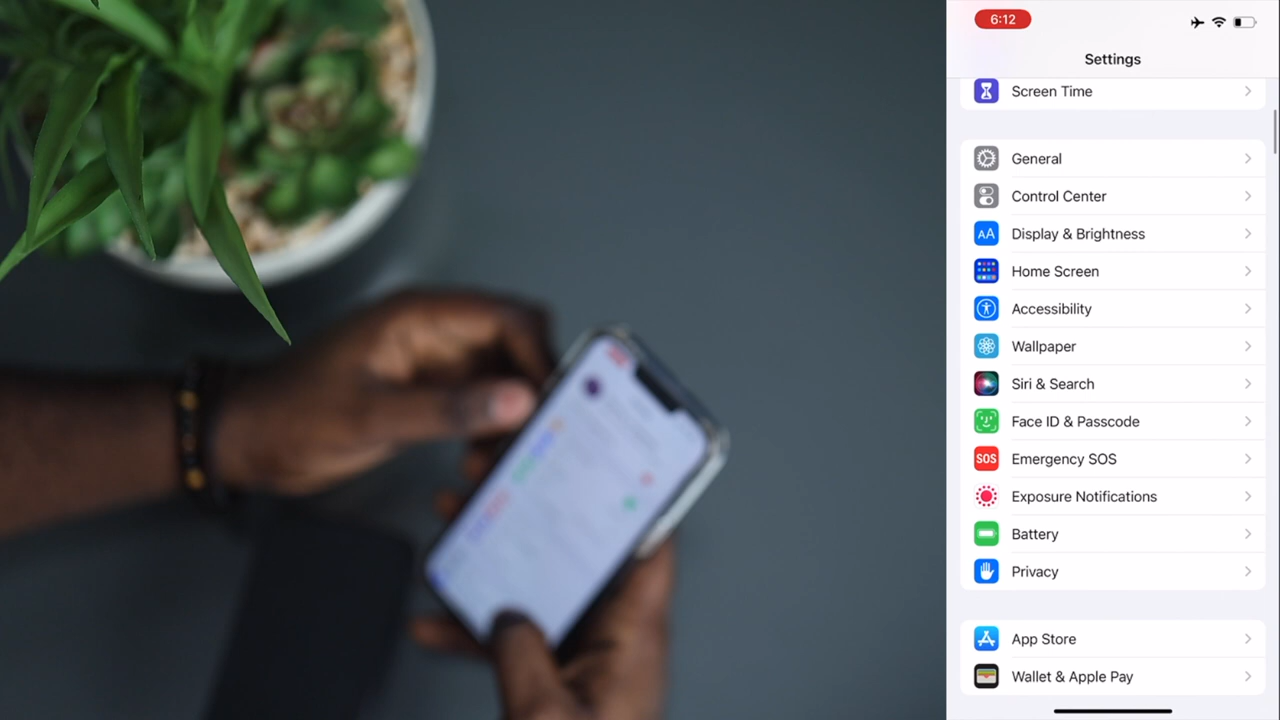 6:12
Settings
Screen Time
General
Control Center
AA Display & Brightness
Home Screen
Accessibility
Wallpaper
Siri & Search
Face ID & Passcode
SOS Emergency SOS
Exposure Notifications
Battery
Privacy
App Store
Wallet & Apple Pay